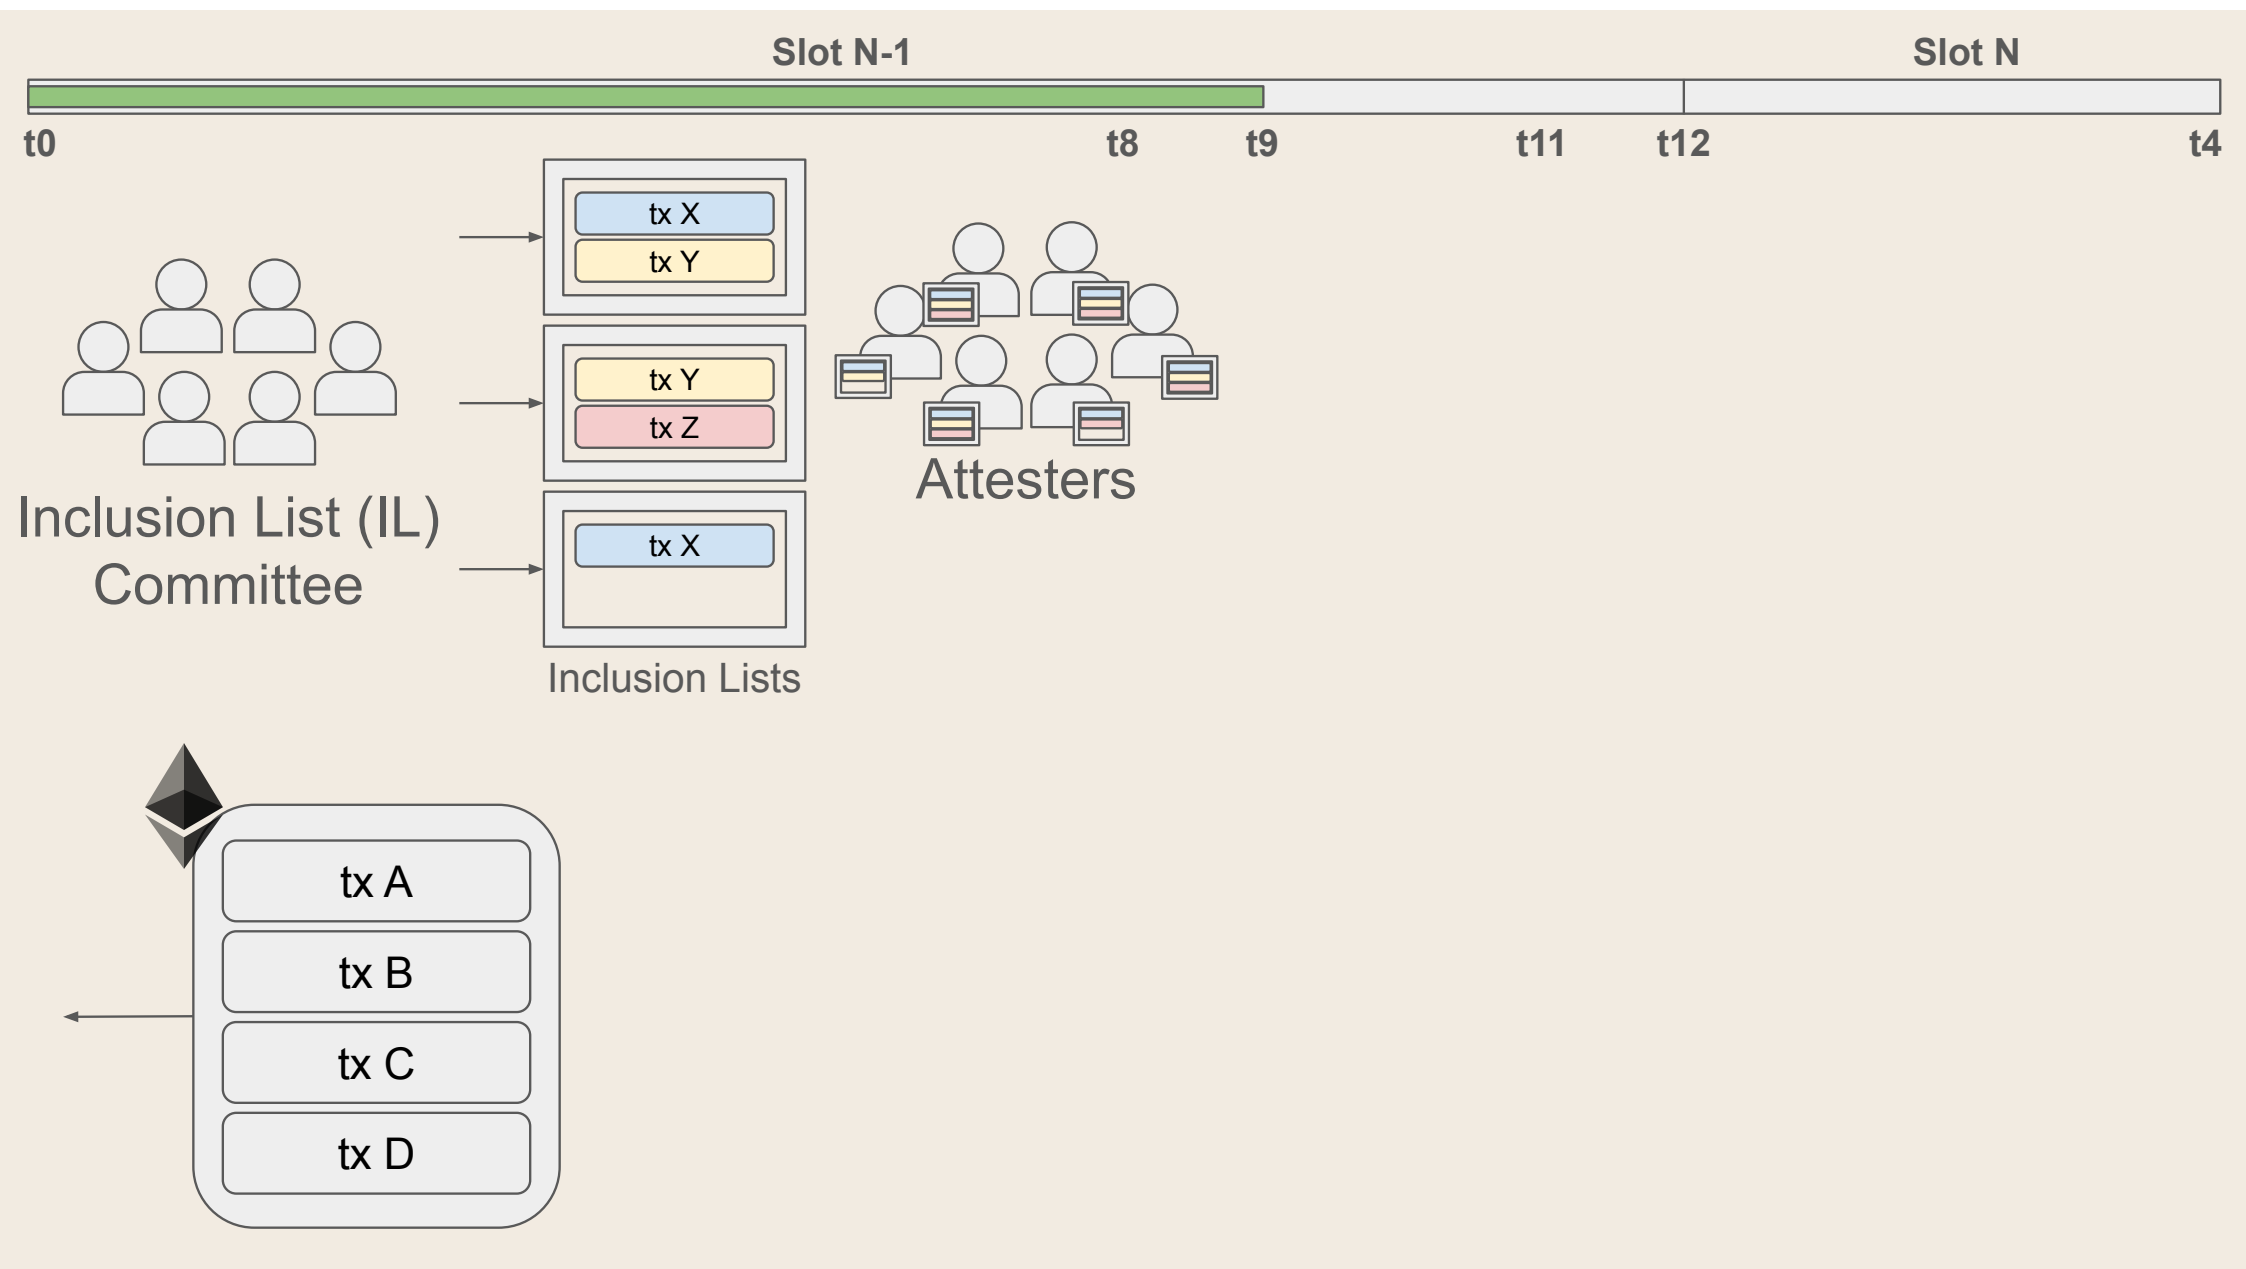 Slot N-1
Slot N
t0
t8
t9
t11
t12
t4
tx X
tx Y
tx Y
tx Z
tx X
Inclusion Lists
Inclusion List (IL)
Committee
Attesters
tx A
tx B
tx C
tx D